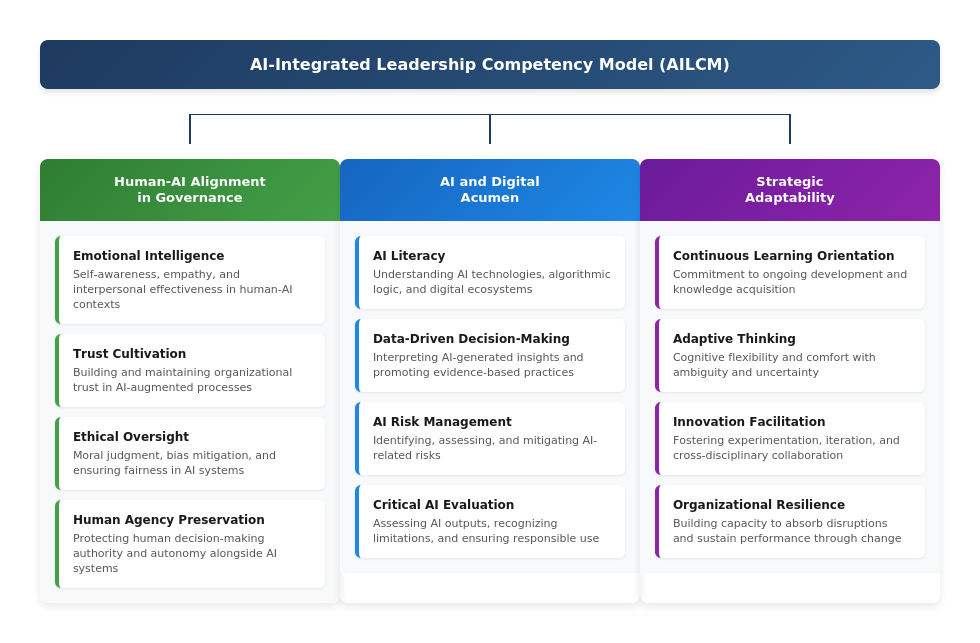 AI-Integrated Leadership Competency Model (AILCM)
Human-AI Alignment
in Governance
Emotional Intelligence
Self-awareness, empathy, and
interpersonal effectiveness in human-AI
contexts
Trust Cultivation
Building and maintaining organizational
trust in AI-augmented processes
Ethical Oversight
Moral judgment, bias mitigation, and
ensuring fairness in AI systems
Human Agency Preservation
Protecting human decision-making
authority and autonomy alongside AI
systems
AI and Digital
Acumen
AI Literacy
Understanding AI technologies, algorithmic
logic, and digital ecosystems
Data-Driven Decision-Making
Interpreting AI-generated insights and
promoting evidence-based practices
AI Risk Management
Identifying, assessing, and mitigating AI-
related risks
Critical AI Evaluation
Assessing AI outputs, recognizing
limitations, and ensuring responsible use
Strategic
Adaptability
Continuous Learning Orientation
Commitment to ongoing development and
knowledge acquisition
Adaptive Thinking
Cognitive flexibility and comfort with
ambiguity and uncertainty
Innovation Facilitation
Fostering experimentation, iteration, and
cross-disciplinary collaboration
Organizational Resilience
Building capacity to absorb disruptions
and sustain performance through change